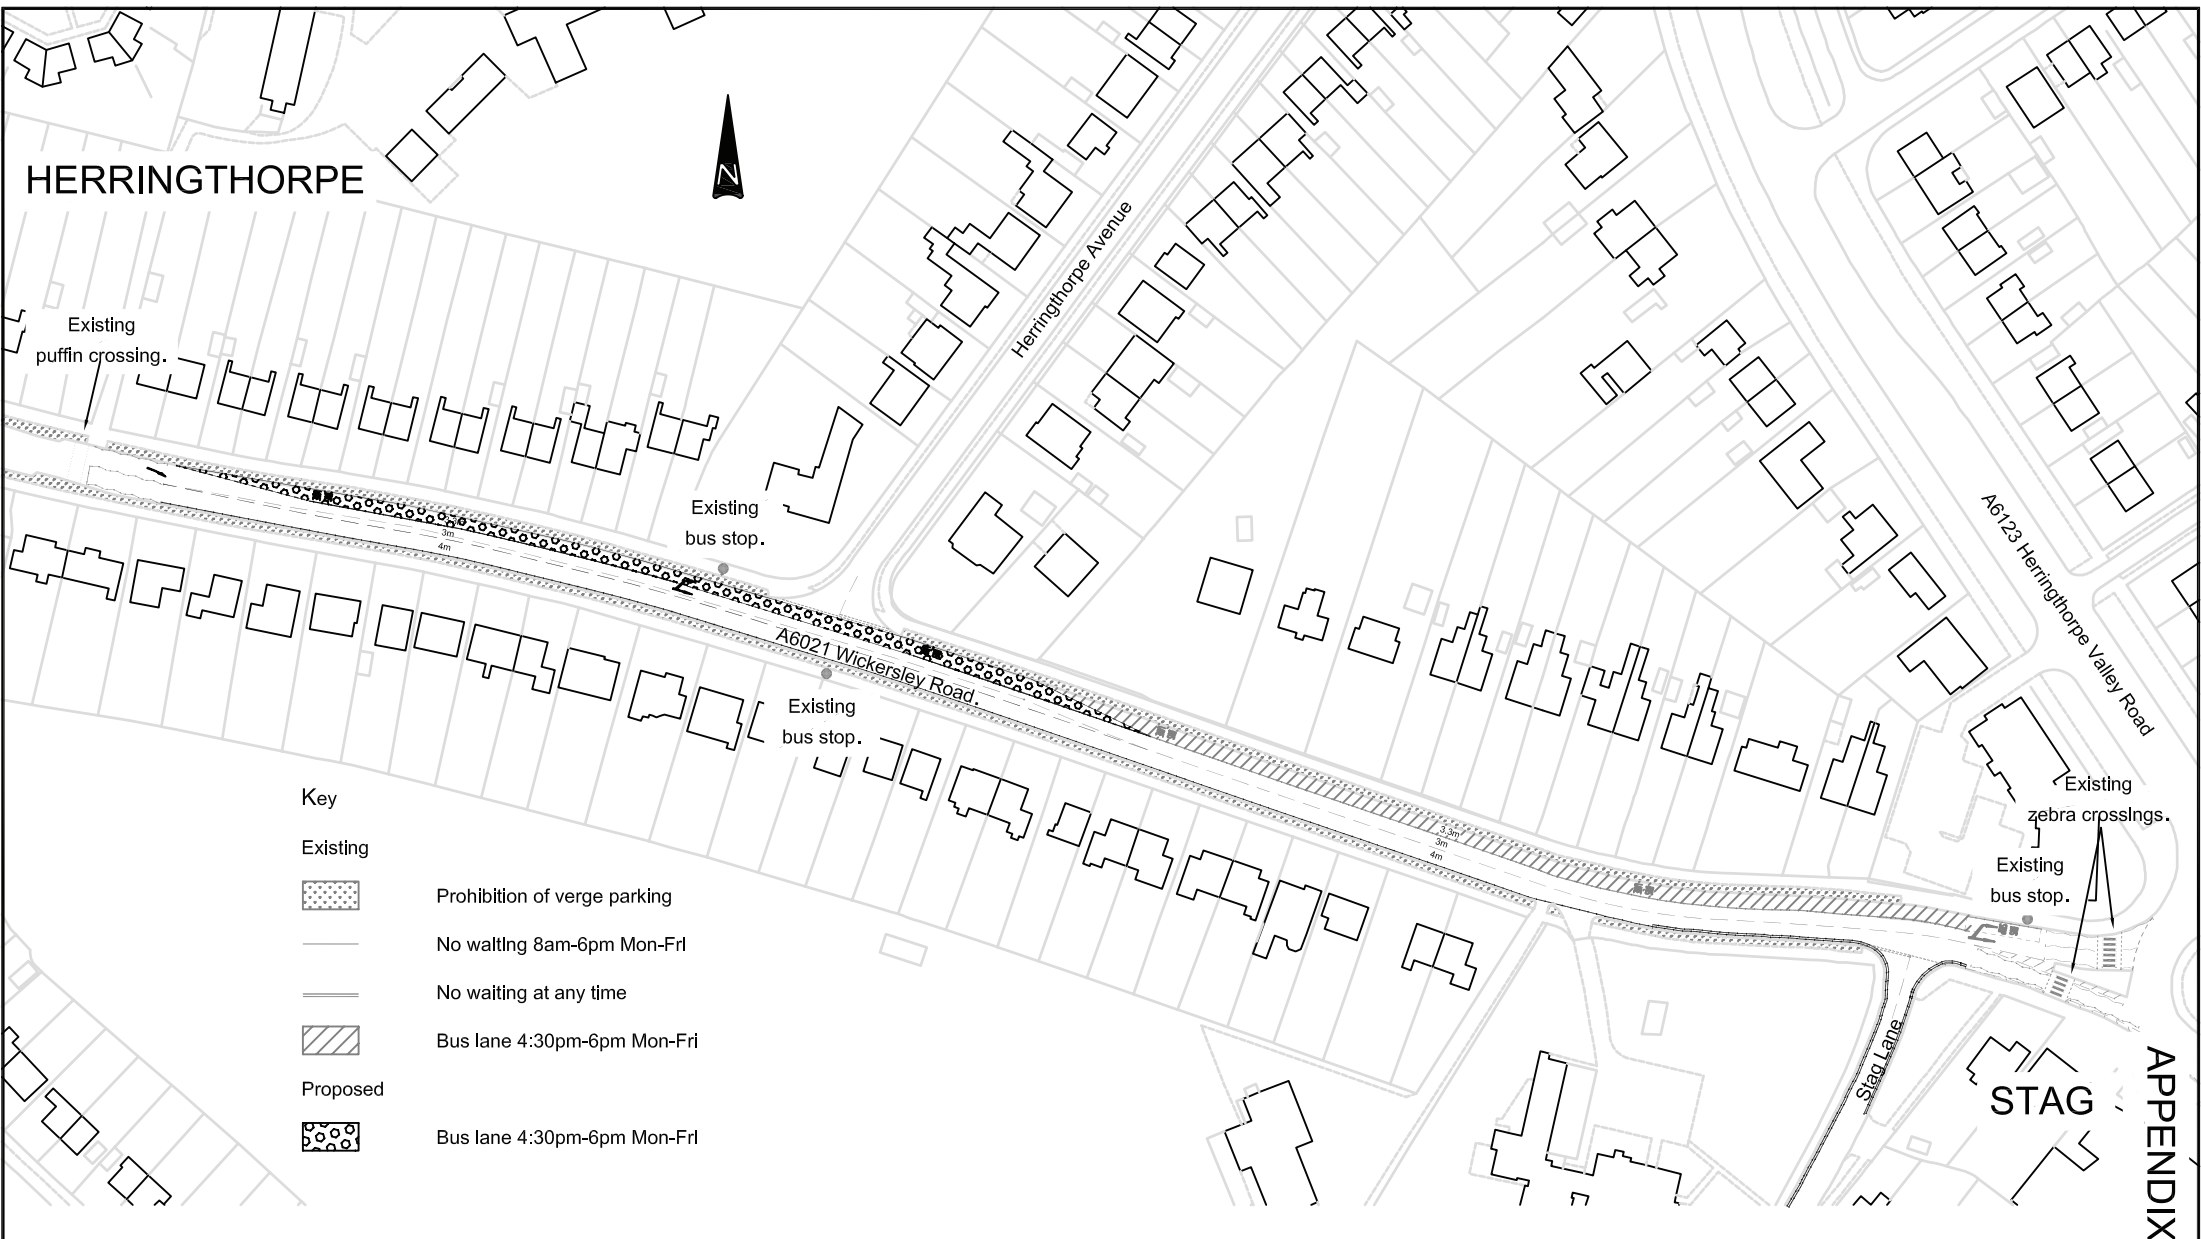 HERRINGTHORPE
N
Existing
puffin crossing.
Herringthorpe Avenue
Existing
bus stop.
3m
4m
A6021 Wickersley Road.
Existing
bus stop.
A6123 Herringthorpe Valley Road
Existing
zebra crossings.
Existing
bus stop.
3.3m
3m
4m
Stag Lane
STAG
APPENDIX
Key
Existing
Prohibition of verge parking
No waiting 8am-6pm Mon-Fri
No waiting at any time
Bus lane 4:30pm-6pm Mon-Fri
Proposed
Bus lane 4:30pm-6pm Mon-Fri